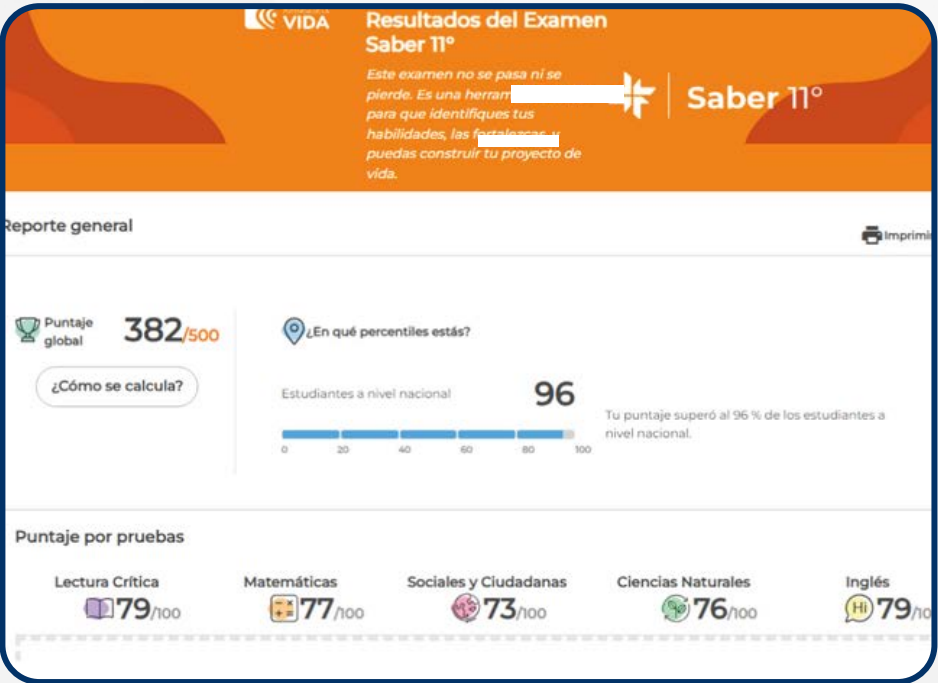 VIDA
Resultados del Examen
Saber 11°
Este examen no se pasa ni se
pierde. Es una
para que identifiques tus
habilidades, las
puedas construir tu proyecto de
vida.
Saber 11°
Reporte general
Imprimir
Puntaje
global
382/500
¿Cómo se calcula?
¿En qué percentiles estás?
Estudiantes a nivel nacional
96
0 20 40 60 80 100
Tu puntaje superó al 96 % de los estudiantes a
nivel nacional.
Puntaje por pruebas
Lectura Crítica
79/100
Matemáticas
77/100
Sociales y Ciudadanas
73/100
Ciencias Naturales
76/100
Inglés
Hi
79/10